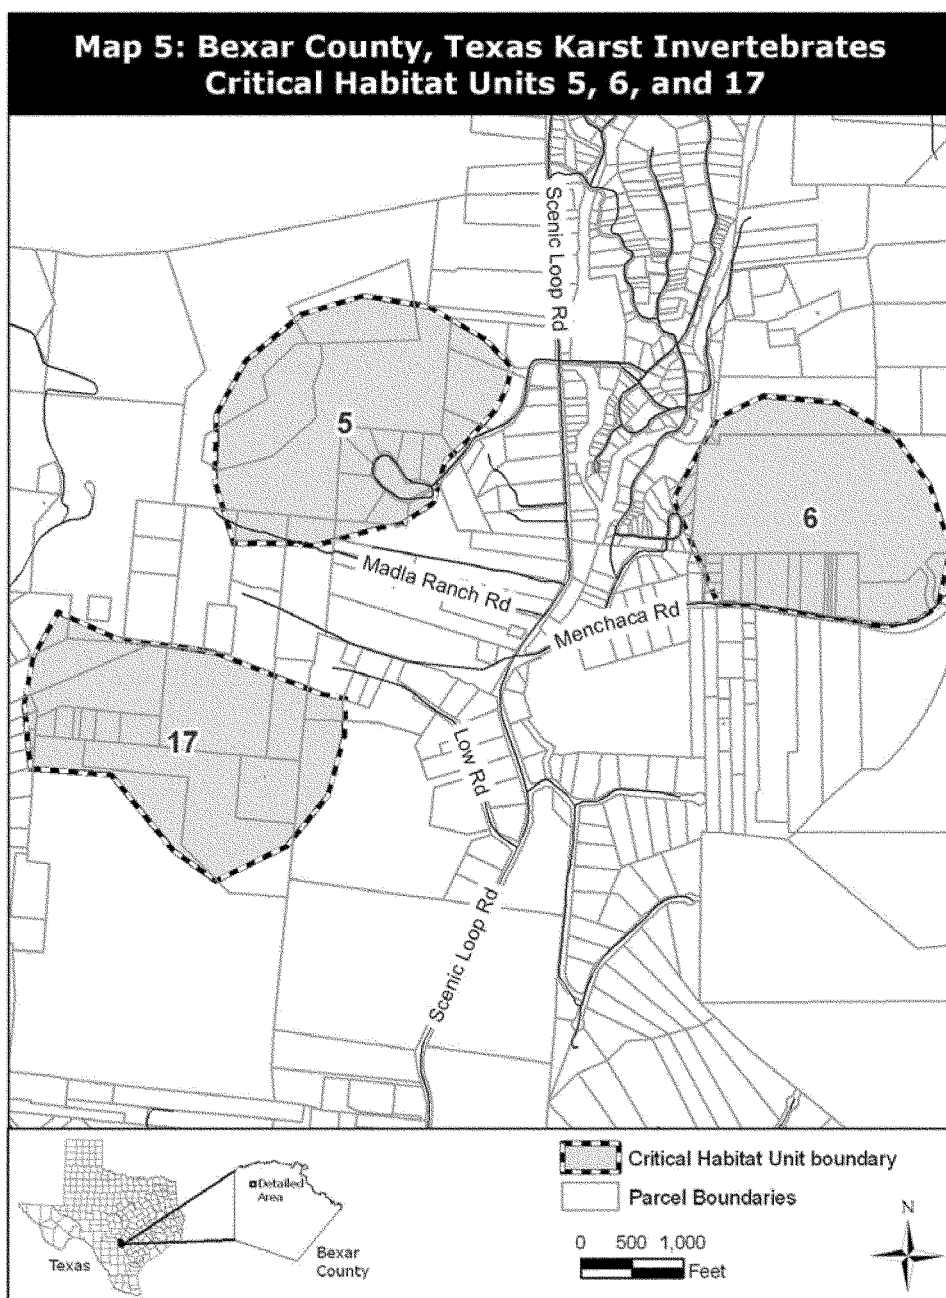 Map 5: Bexar County, Texas Karst Invertebrates
Critical Habitat Units 5, 6, and 17
Scenic Loop Rd
5
6
Madla Ranch Rd
Menchaca Rd
17
Low Rd
Scenic Loop Rd
Detailed
Area
Texas
Bexar
County
Critical Habitat Unit boundary
Parcel Boundaries
0 500 1,000
Feet
N